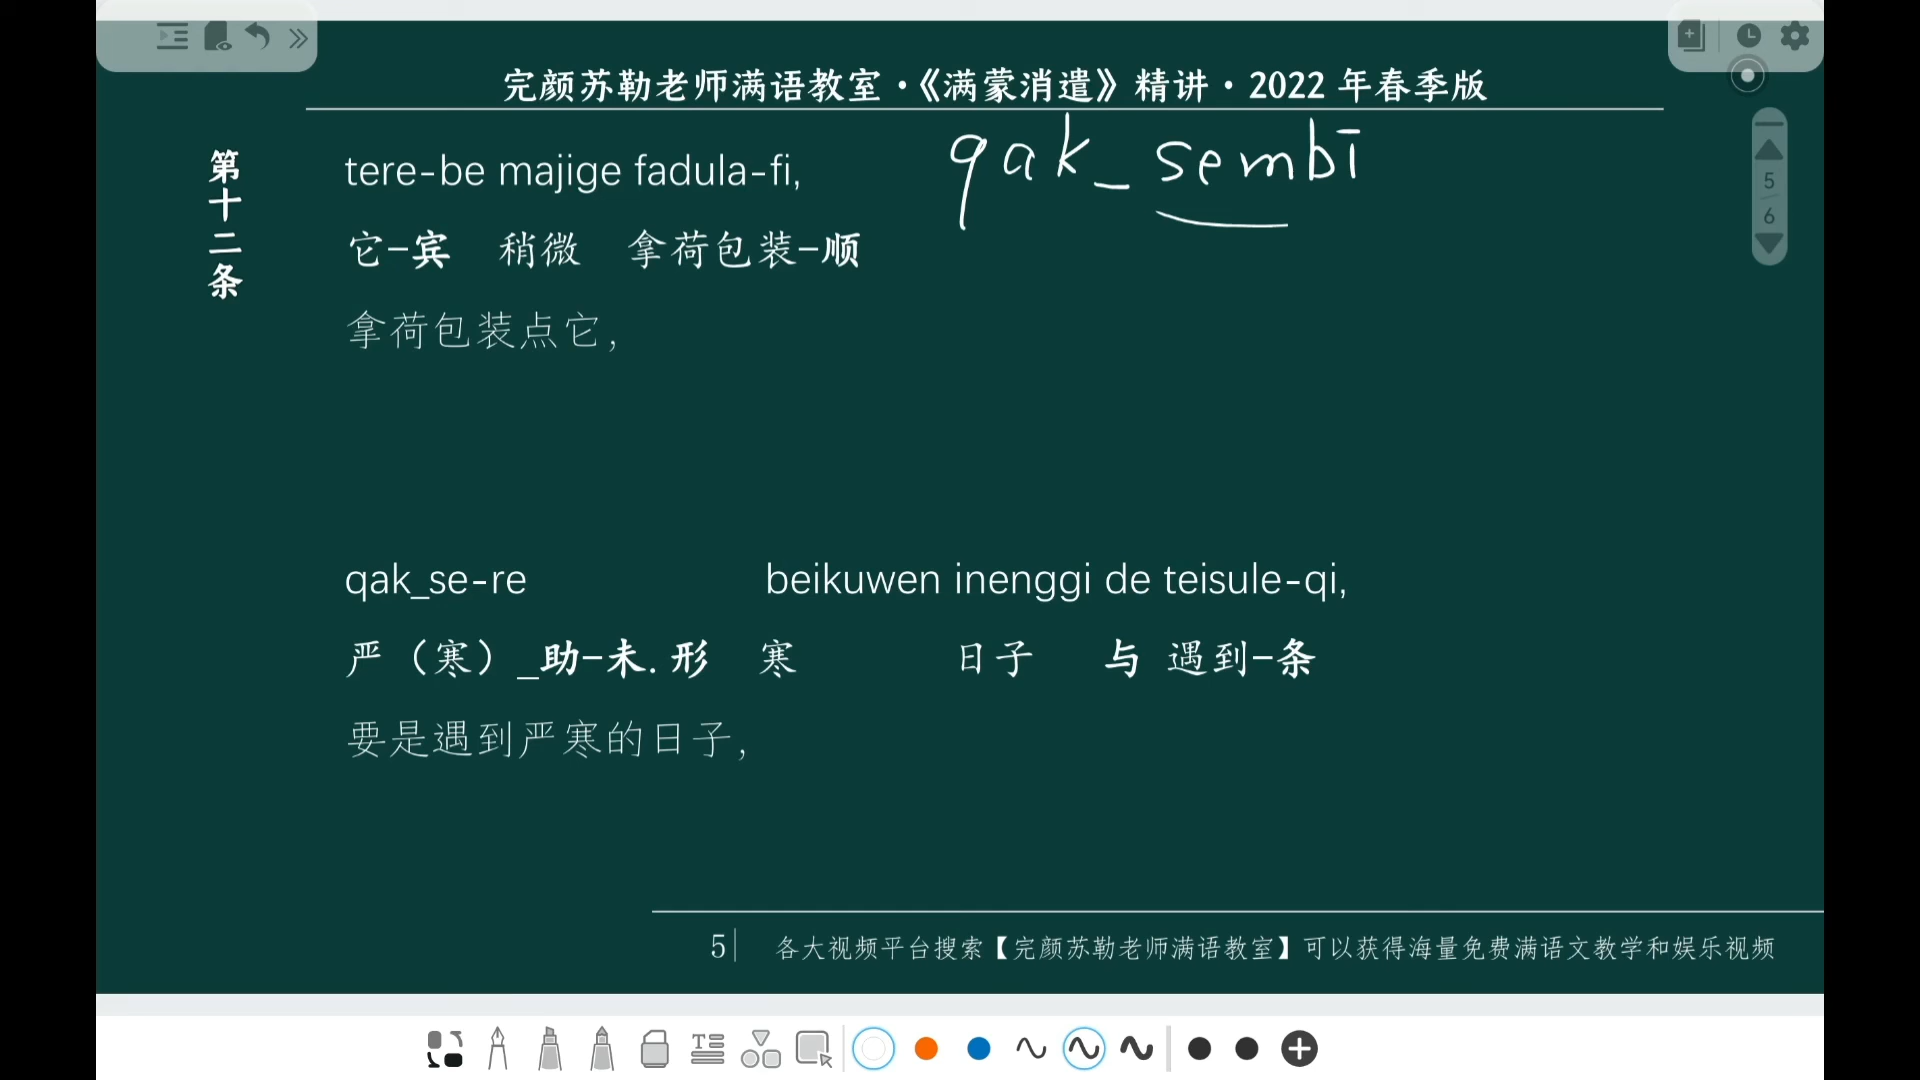 完颜苏勒老师满语教室·《满蒙消遣》精讲·2022 年春季版
第十二条
qak_sembi
tere-be majige fadula-fi,
它-宾 稍微 拿荷包装-顺
拿荷包装点它,
qak_se-re beikuwen inenggi de teisule-qi,
严（寒）_助-未.形 寒 日子 与 遇到-条
要是遇到严寒的日子,
5
6
5 各大视频平台搜索【完颜苏勒老师满语教室】可以获得海量免费满语文教学和娱乐视频